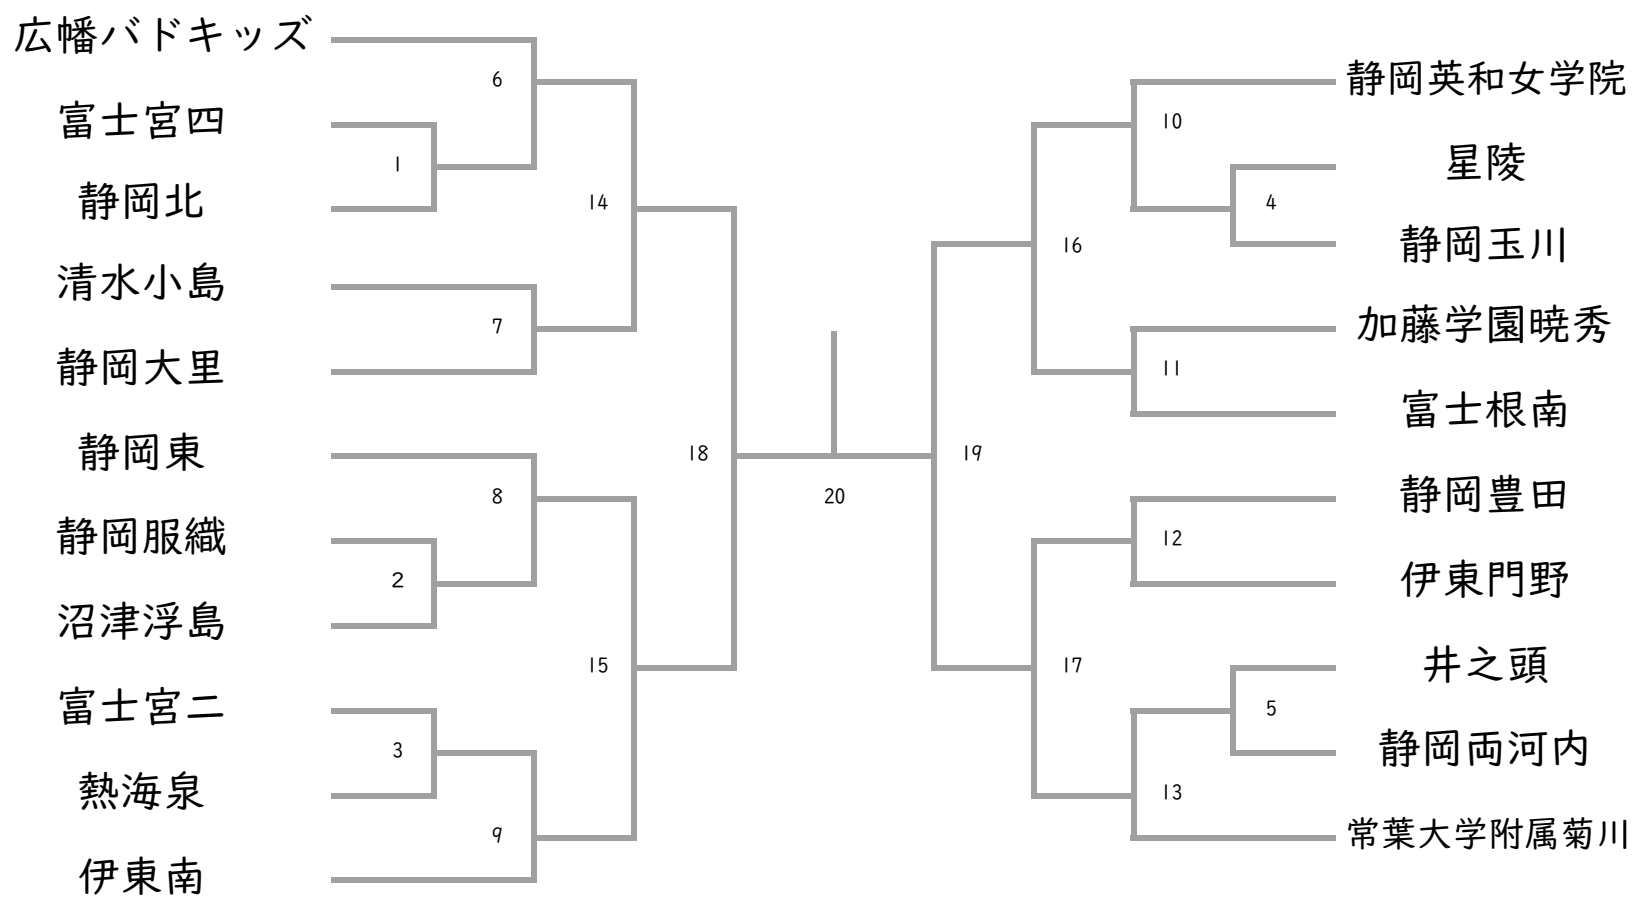 広幡バドキッズ
富士宮四
静岡北
清水小島
静岡大里
静岡東
静岡服織
沼津浮島
富士宮二
熱海泉
伊東南
6
1
14
7
18
8
2
15
3
9
20
10
4
16
11
19
12
17
5
13
静岡英和女学院
星陵
静岡玉川
加藤学園暁秀
富士根南
静岡豊田
伊東門野
井之頭
静岡両河内
常葉大学附属菊川